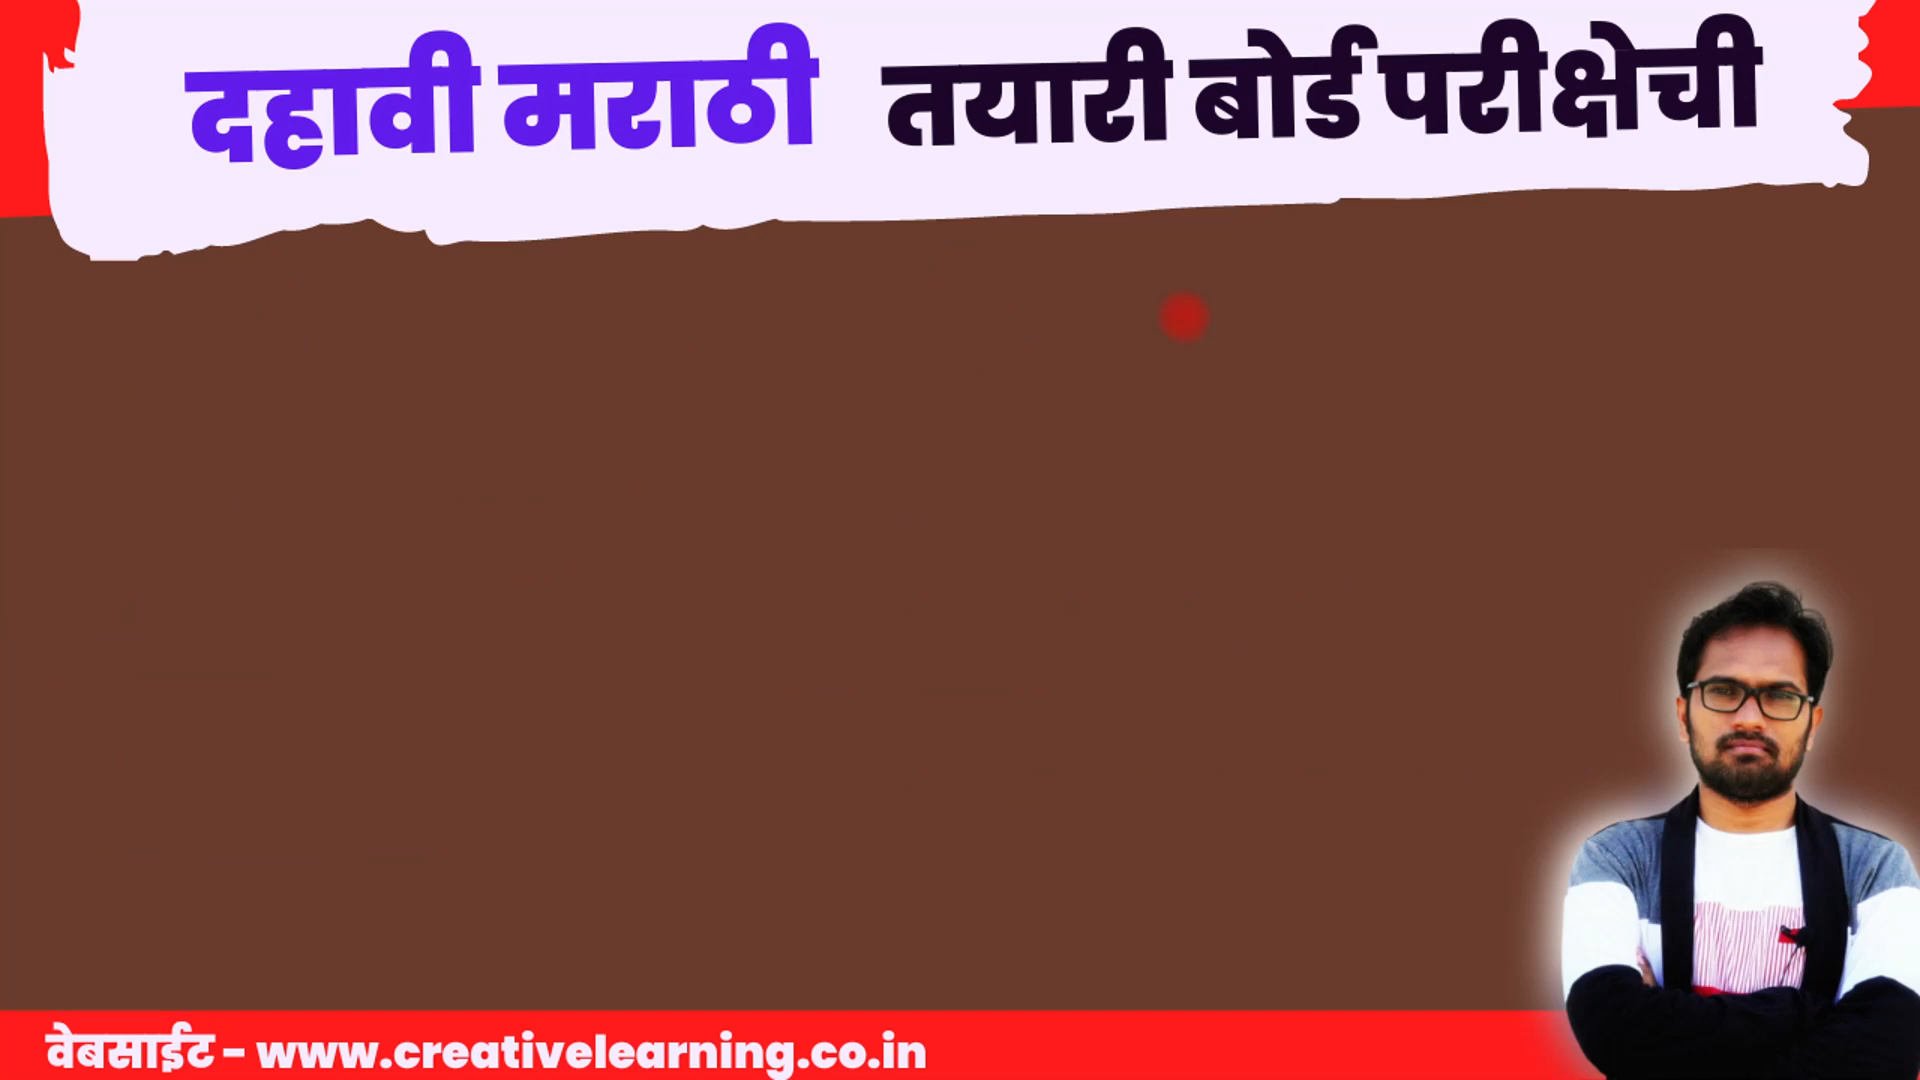 दहावी मराठी तयारी बोर्ड परीक्षेची
वेबसाईट - www.creativelearning.co.in